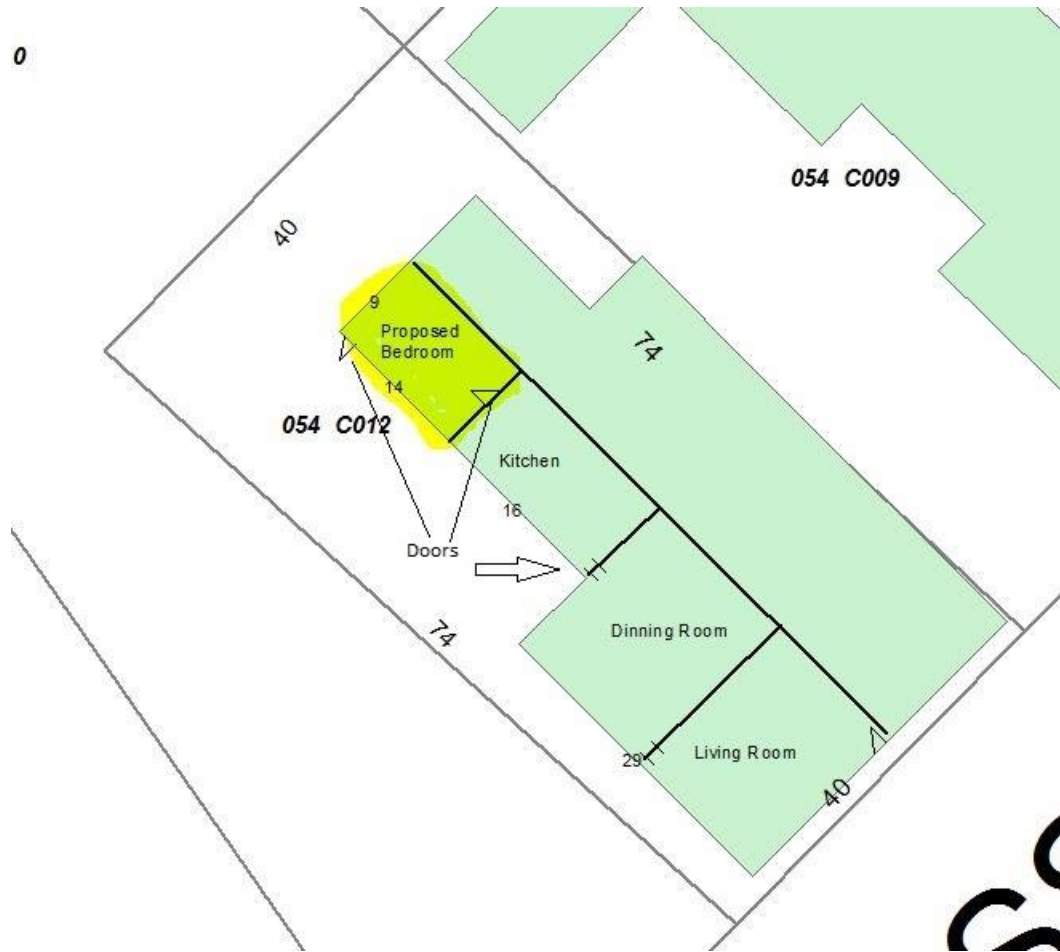 0
054 C009
40
74
9
Proposed
Bedroom
14
054 C012
Kitchen
16
Doors
Dinning Room
74
29
Living Room
40
SS